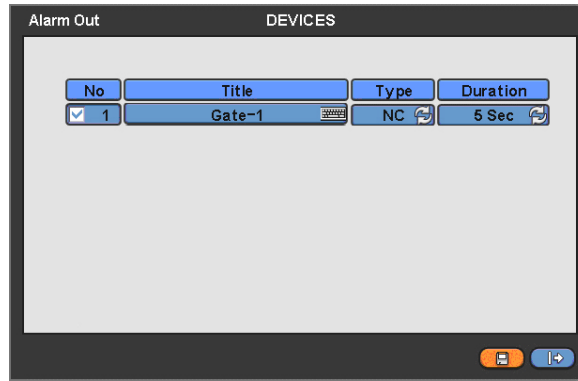 Alarm Out DEVICES
No Title Type Duration
1 Gate-1 NC 5 Sec